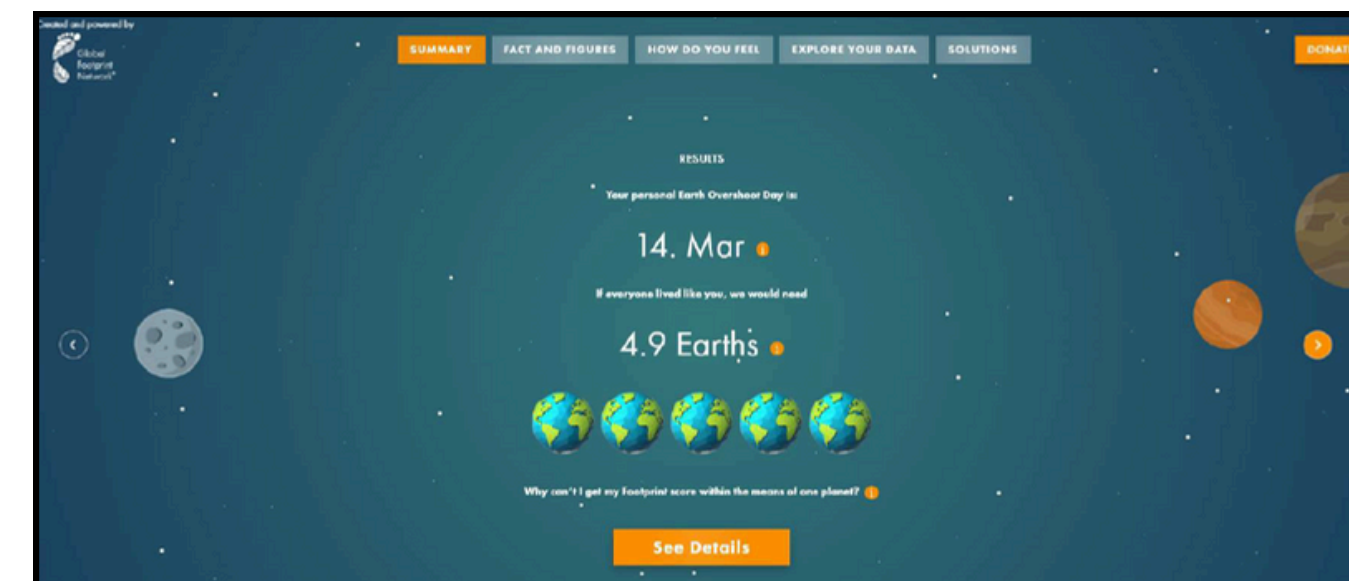 Created and powered by
Global
Footprint
Network®
SUMMARY FACT AND FIGURES HOW DO YOU FEEL EXPLORE YOUR DATA SOLUTIONS
DONAT
RESULTS
Your personal Earth Overshoot Day is:
14. Mar i
If everyone lived like you, we would need
4.9 Earths i
Why can't I get my Footprint score within the means of one planet? i
See Details